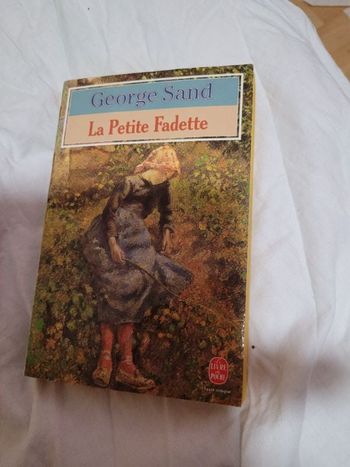 George Sand
La Petite Fadette
LE LIVRE
DE
POCHE